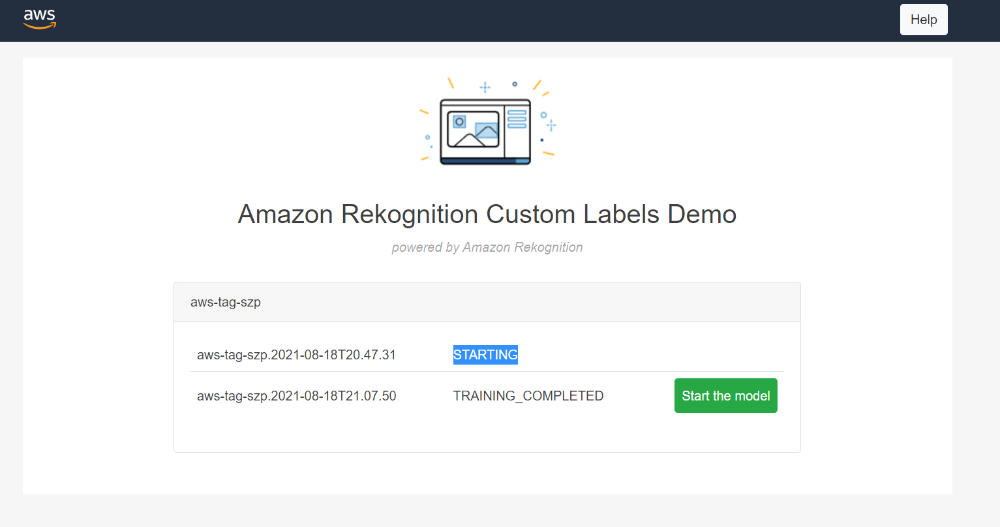 aws
Help
Amazon Rekognition Custom Labels Demo
powered by Amazon Rekognition
aws-tag-szp
aws-tag-szp.2021-08-18T20.47.31 STARTING
aws-tag-szp.2021-08-18T21.07.50 TRAINING_COMPLETED Start the model